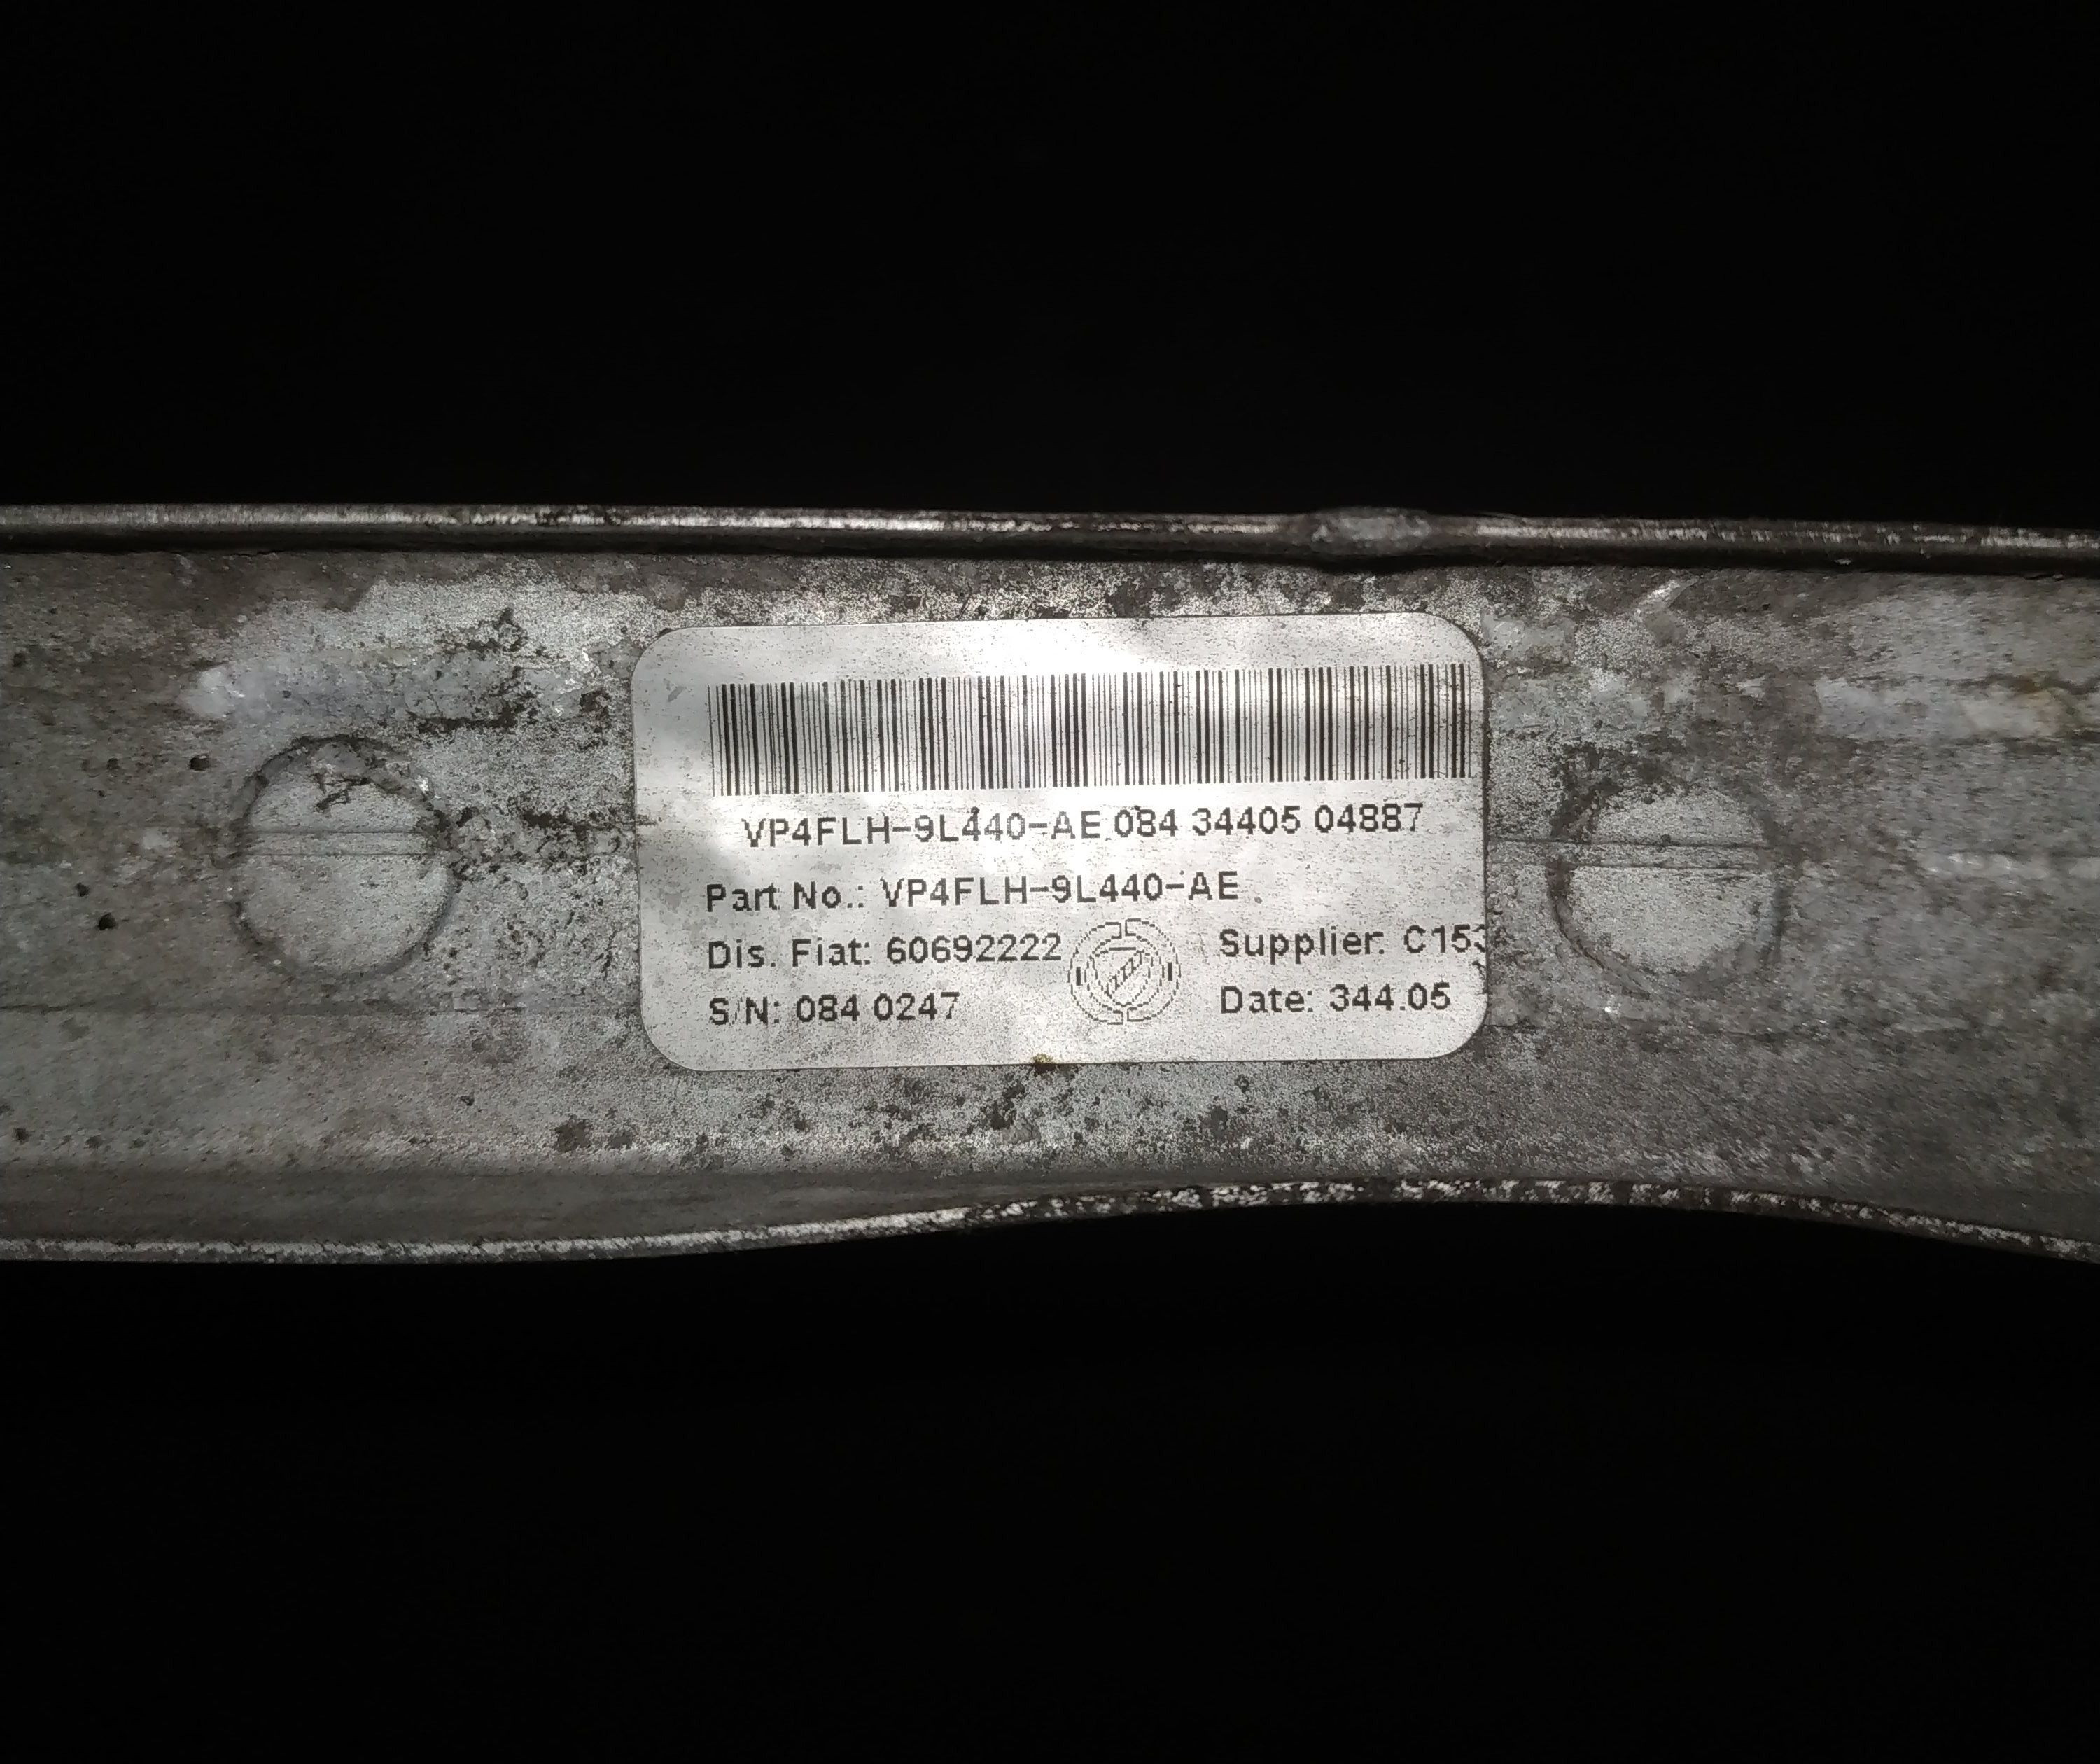 VP4FLH-9L440-AE 084 34405 04887
Part No.: VP4FLH-9L440-AE
Dis. Fiat: 60692222
Supplier: C153
S/N: 084 0247
Date: 344.05